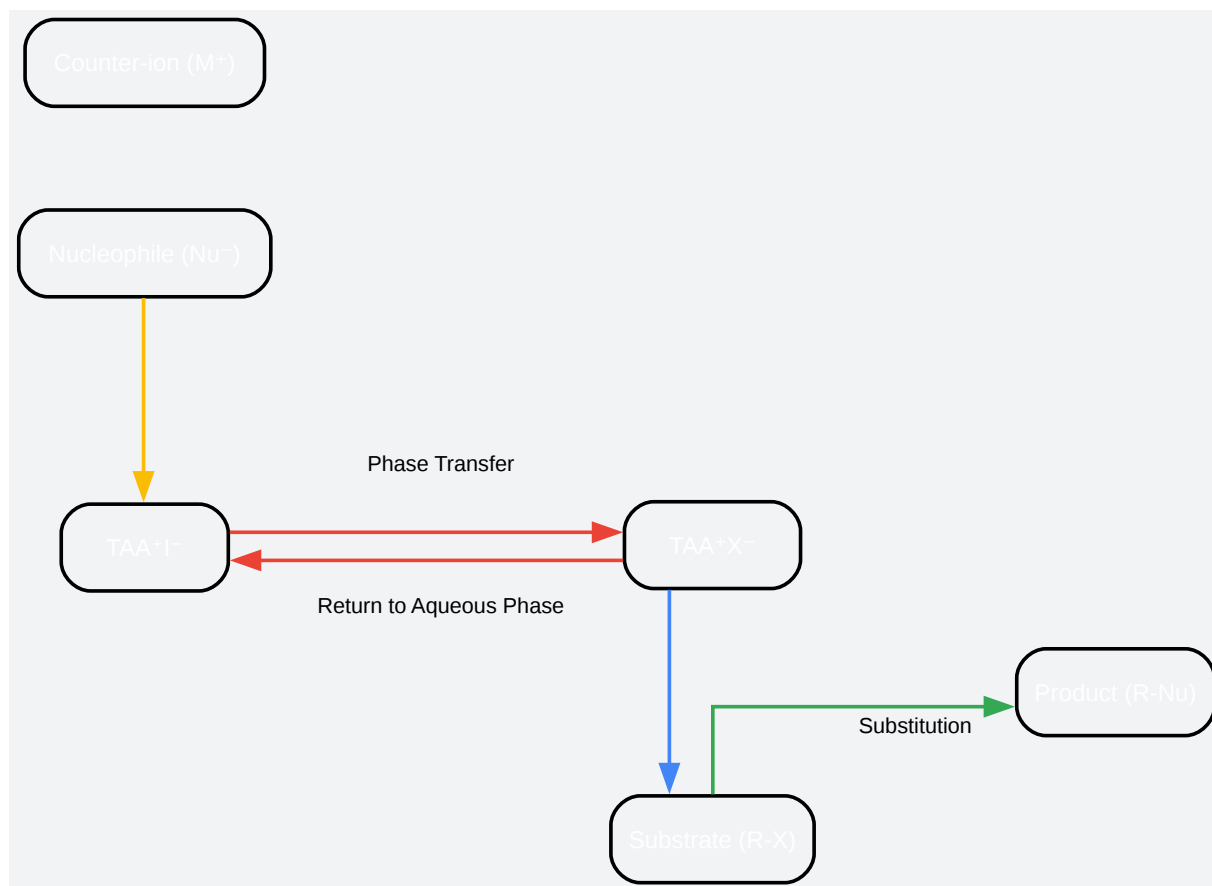 Counter-ion (M⁺)
Nucleophile (Nu⁻)
Phase Transfer
TAA⁺I⁻
TAA⁺X⁻
Return to Aqueous Phase
Product (R-Nu)
Substitution
Substrate (R-X)